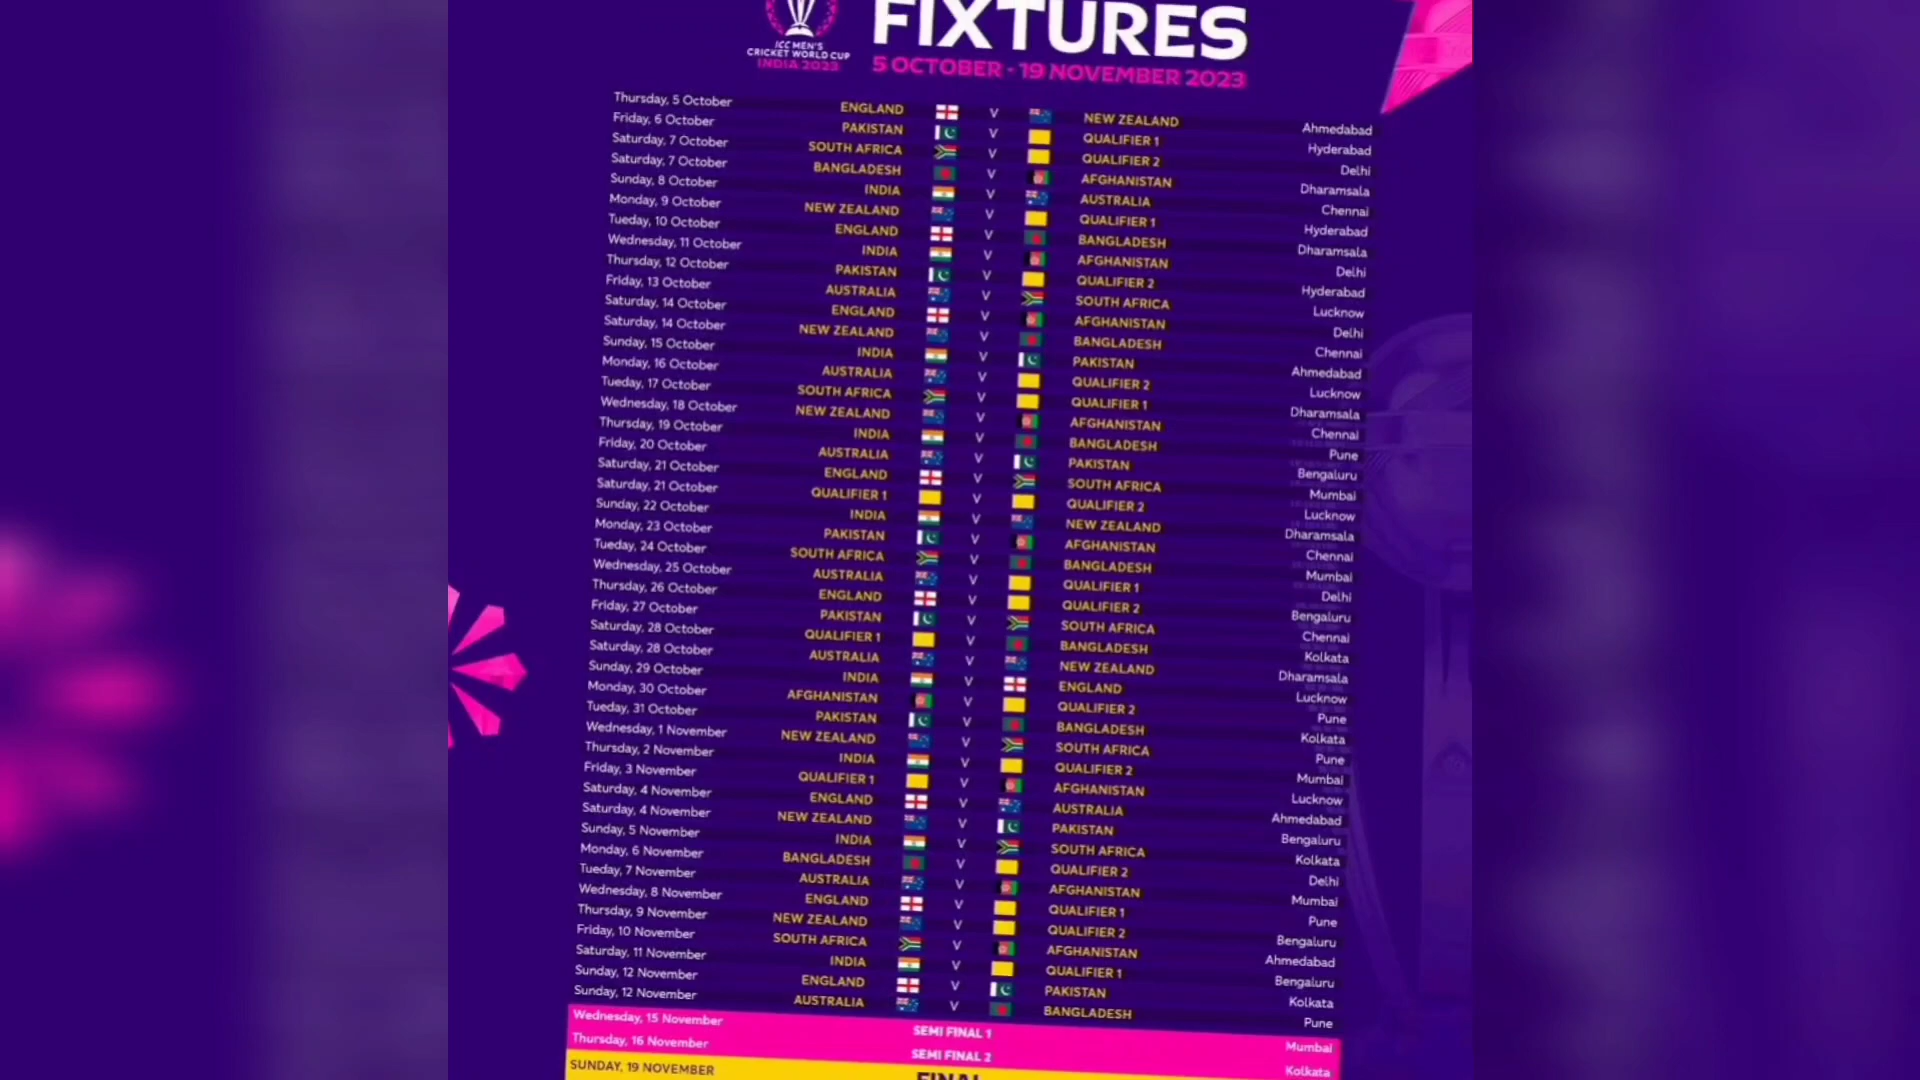 FIXTURES
ICC MEN'S
CRICKET WORLD CUP
INDIA 2023
5 OCTOBER - 19 NOVEMBER 2023
Thursday, 5 October ENGLAND V NEW ZEALAND Ahmedabad
Friday, 6 October PAKISTAN V QUALIFIER 1 Hyderabad
Saturday, 7 October SOUTH AFRICA V QUALIFIER 2 Delhi
Saturday, 7 October BANGLADESH V AFGHANISTAN Dharamsala
Sunday, 8 October INDIA V AUSTRALIA Chennai
Monday, 9 October NEW ZEALAND V QUALIFIER 1 Hyderabad
Tueday, 10 October ENGLAND V BANGLADESH Dharamsala
Wednesday, 11 October INDIA V AFGHANISTAN Delhi
Thursday, 12 October PAKISTAN V QUALIFIER 2 Hyderabad
Friday, 13 October AUSTRALIA V SOUTH AFRICA Lucknow
Saturday, 14 October ENGLAND V AFGHANISTAN Delhi
Saturday, 14 October NEW ZEALAND V BANGLADESH Chennai
Sunday, 15 October INDIA V PAKISTAN Ahmedabad
Monday, 16 October AUSTRALIA V QUALIFIER 2 Lucknow
Tueday, 17 October SOUTH AFRICA V QUALIFIER 1 Dharamsala
Wednesday, 18 October NEW ZEALAND V AFGHANISTAN Chennai
Thursday, 19 October INDIA V BANGLADESH Pune
Friday, 20 October AUSTRALIA V PAKISTAN Bengaluru
Saturday, 21 October ENGLAND V SOUTH AFRICA Mumbai
Saturday, 21 October QUALIFIER 1 V QUALIFIER 2 Lucknow
Sunday, 22 October INDIA V NEW ZEALAND Dharamsala
Monday, 23 October PAKISTAN V AFGHANISTAN Chennai
Tueday, 24 October SOUTH AFRICA V BANGLADESH Mumbai
Wednesday, 25 October AUSTRALIA V QUALIFIER 1 Delhi
Thursday, 26 October ENGLAND V QUALIFIER 2 Bengaluru
Friday, 27 October PAKISTAN V SOUTH AFRICA Chennai
Saturday, 28 October QUALIFIER 1 V BANGLADESH Kolkata
Saturday, 28 October AUSTRALIA V NEW ZEALAND Dharamsala
Sunday, 29 October INDIA V ENGLAND Lucknow
Monday, 30 October AFGHANISTAN V QUALIFIER 2 Pune
Tueday, 31 October PAKISTAN V BANGLADESH Kolkata
Wednesday, 1 November NEW ZEALAND V SOUTH AFRICA Pune
Thursday, 2 November INDIA V QUALIFIER 2 Mumbai
Friday, 3 November QUALIFIER 1 V AFGHANISTAN Lucknow
Saturday, 4 November ENGLAND V AUSTRALIA Ahmedabad
Saturday, 4 November NEW ZEALAND V PAKISTAN Bengaluru
Sunday, 5 November INDIA V SOUTH AFRICA Kolkata
Monday, 6 November BANGLADESH V QUALIFIER 2 Delhi
Tueday, 7 November AUSTRALIA V AFGHANISTAN Mumbai
Wednesday, 8 November ENGLAND V QUALIFIER 1 Pune
Thursday, 9 November NEW ZEALAND V QUALIFIER 2 Bengaluru
Friday, 10 November SOUTH AFRICA V AFGHANISTAN Ahmedabad
Saturday, 11 November INDIA V QUALIFIER 1 Bengaluru
Sunday, 12 November ENGLAND V PAKISTAN Kolkata
Sunday, 12 November AUSTRALIA V BANGLADESH Pune
Wednesday, 15 November SEMI FINAL 1 Mumbai
Thursday, 16 November SEMI FINAL 2 Kolkata
SUNDAY, 19 NOVEMBER FINAL